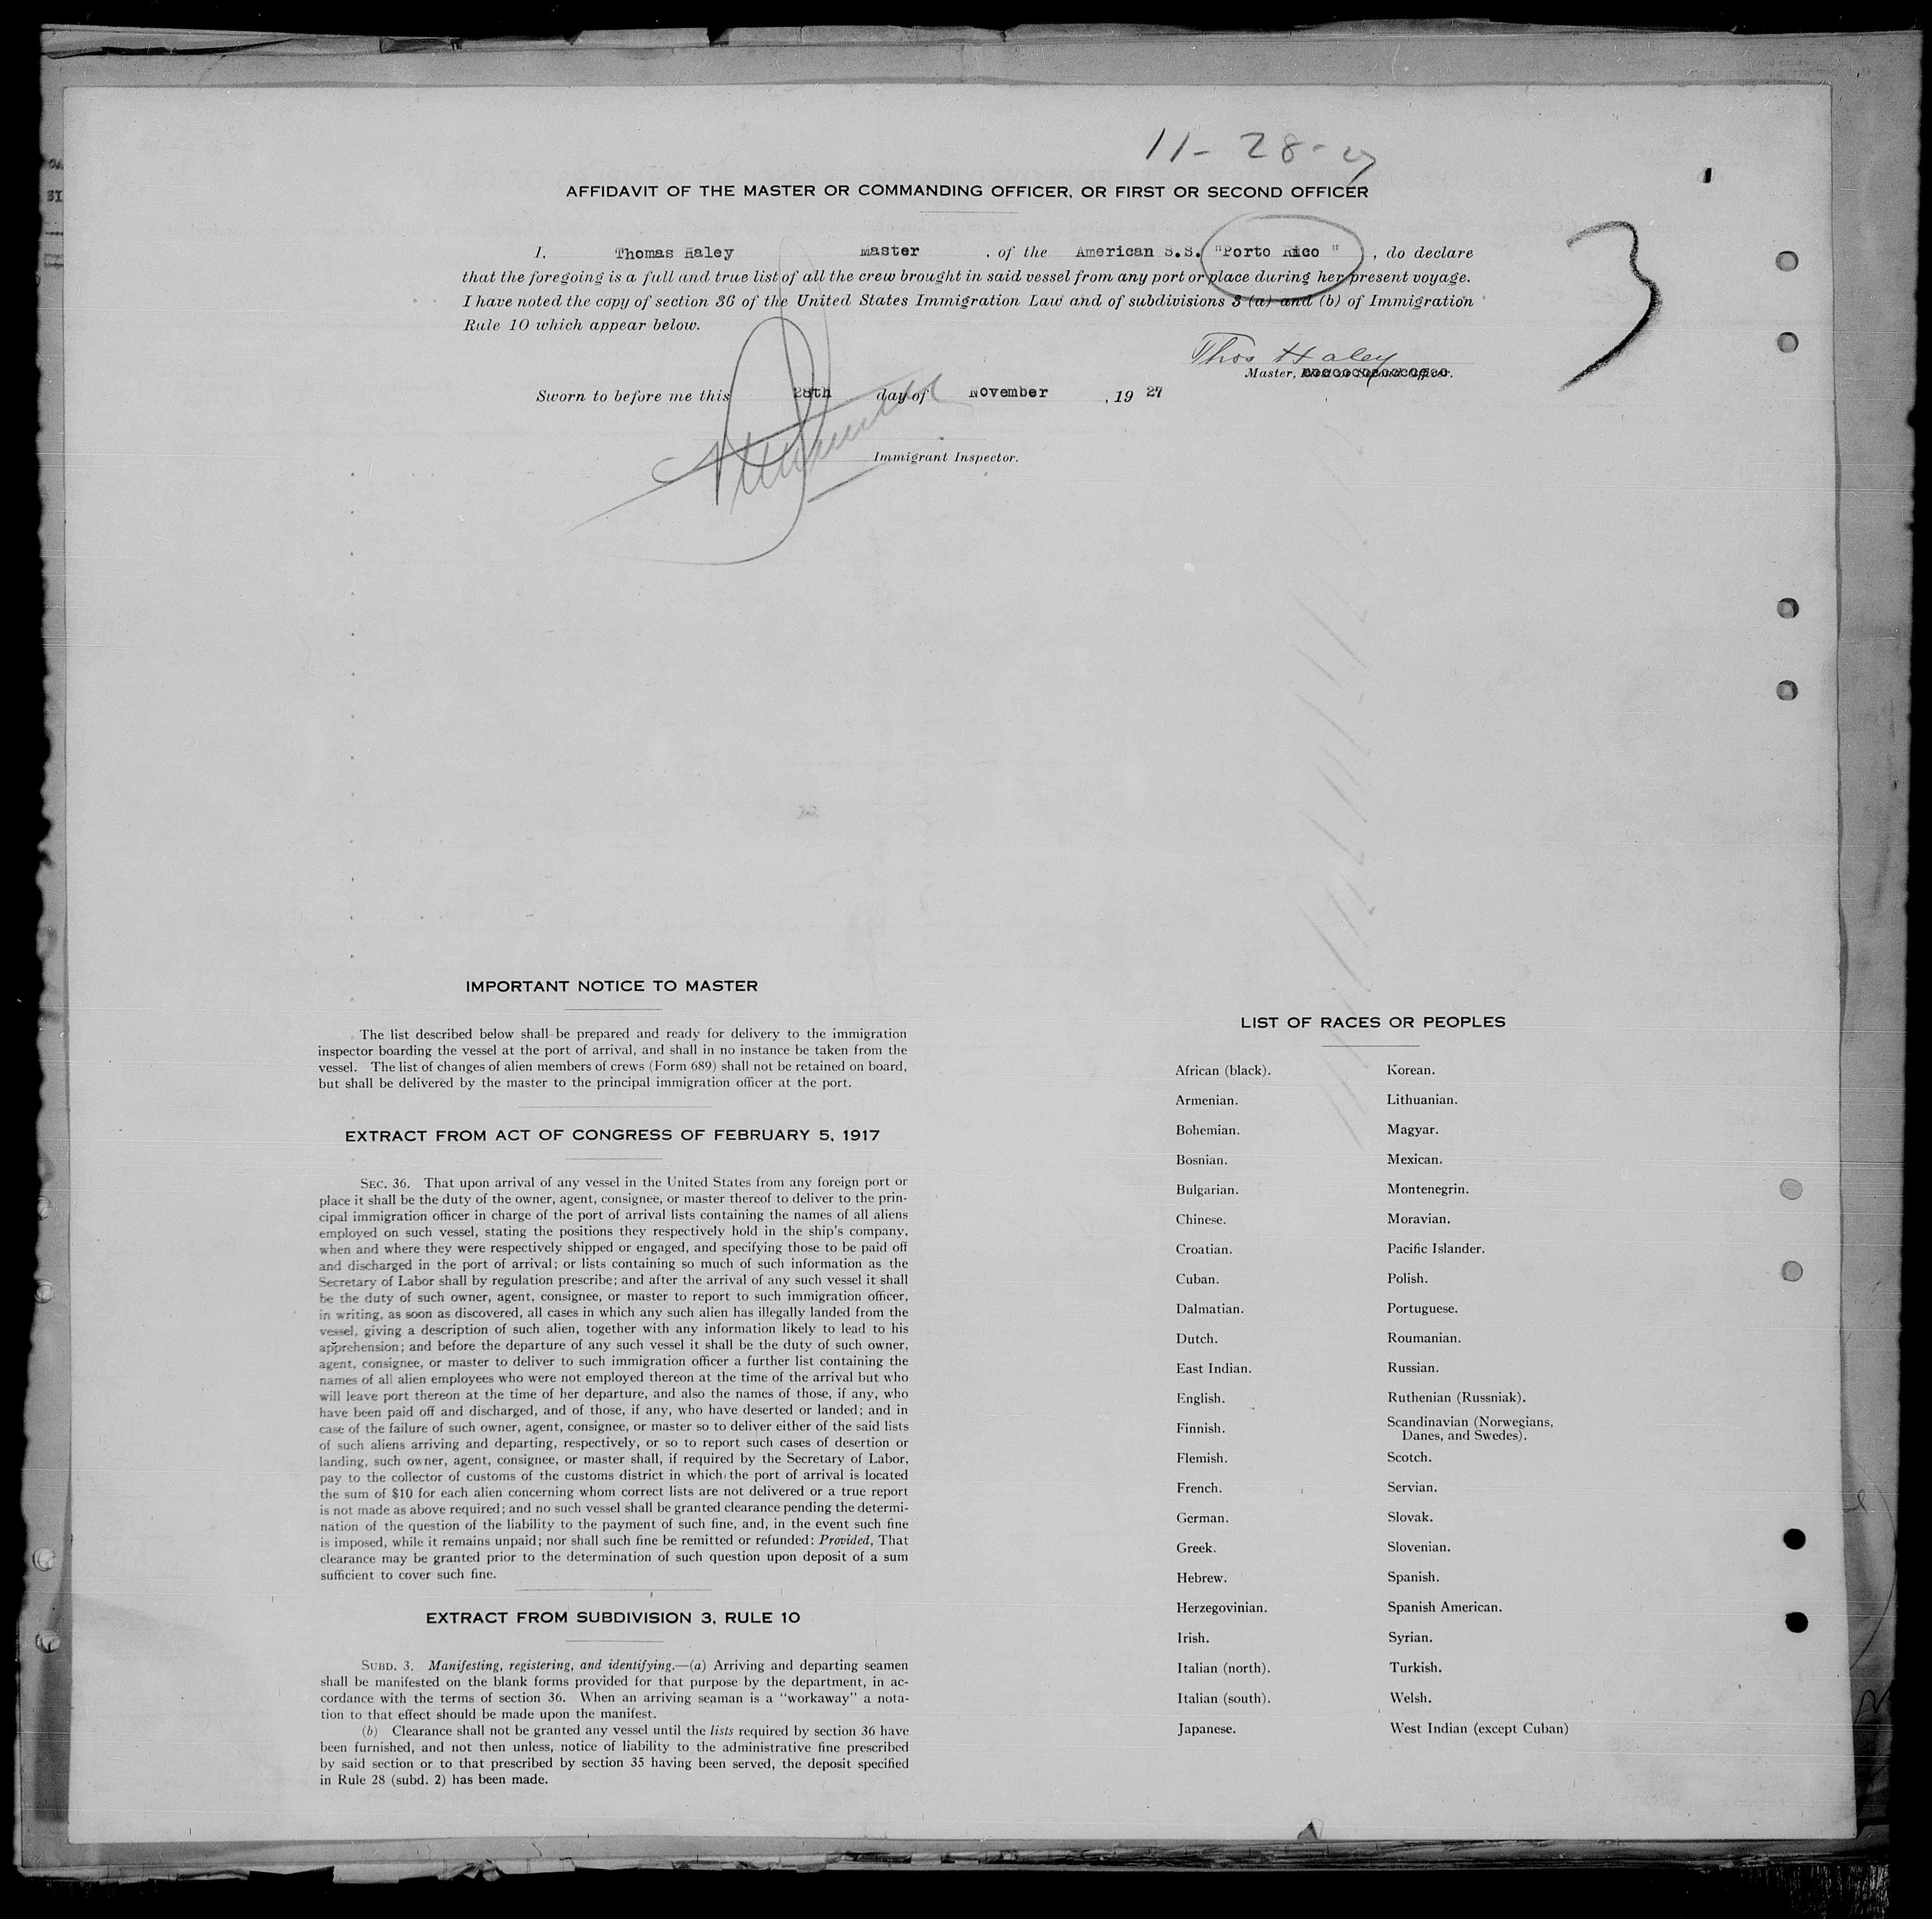 11-28-27
AFFIDAVIT OF THE MASTER OR COMMANDING OFFICER, OR FIRST OR SECOND OFFICER
I, Thomas Haley Master, of the American S.S. "Porto Rico", do declare
that the foregoing is a full and true list of all the crew brought in said vessel from any port or place during her present voyage.
I have noted the copy of section 36 of the United States Immigration Law and of subdivisions 3 (a) and (b) of Immigration
Rule 10 which appear below.
3
Thos Haley
Master, First or Second Officer.
Sworn to before me this 28th day of November, 1927
Immigrant Inspector.
IMPORTANT NOTICE TO MASTER
The list described below shall be prepared and ready for delivery to the immigration
inspector boarding the vessel at the port of arrival, and shall in no instance be taken from the
vessel. The list of changes of alien members of crews (Form 689) shall not be retained on board,
but shall be delivered by the master to the principal immigration officer at the port.
EXTRACT FROM ACT OF CONGRESS OF FEBRUARY 5, 1917
SEC. 36. That upon arrival of any vessel in the United States from any foreign port or
place it shall be the duty of the owner, agent, consignee, or master thereof to deliver to the prin-
cipal immigration officer in charge of the port of arrival lists containing the names of all aliens
employed on such vessel, stating the positions they respectively hold in the ship's company,
when and where they were respectively shipped or engaged, and specifying those to be paid off
and discharged in the port of arrival; or lists containing so much of such information as the
Secretary of Labor shall by regulation prescribe; and after the arrival of any such vessel it shall
be the duty of such owner, agent, consignee, or master to report to such immigration officer,
in writing, as soon as discovered, all cases in which any such alien has illegally landed from the
vessel, giving a description of such alien, together with any information likely to lead to his
apprehension; and before the departure of any such vessel it shall be the duty of such owner,
agent, consignee, or master to deliver to such immigration officer a further list containing the
names of all alien employees who were not employed thereon at the time of the arrival but who
will leave port thereon at the time of her departure, and also the names of those, if any, who
have been paid off and discharged, and of those, if any, who have deserted or landed; and in
case of the failure of such owner, agent, consignee, or master so to deliver either of the said lists
of such aliens arriving and departing, respectively, or so to report such cases of desertion or
landing, such owner, agent, consignee, or master shall, if required by the Secretary of Labor,
pay to the collector of customs of the customs district in which the port of arrival is located
the sum of $10 for each alien concerning whom correct lists are not delivered or a true report
is not made as above required; and no such vessel shall be granted clearance pending the determi-
nation of the question of the liability to the payment of such fine, and, in the event such fine
is imposed, while it remains unpaid; nor shall such fine be remitted or refunded: Provided, That
clearance may be granted prior to the determination of such question upon deposit of a sum
sufficient to cover such fine.
EXTRACT FROM SUBDIVISION 3, RULE 10
SUBD. 3. Manifesting, registering, and identifying.—(a) Arriving and departing seamen
shall be manifested on the blank forms provided for that purpose by the department, in ac-
cordance with the terms of section 36. When an arriving seaman is a "workaway" a nota-
tion to that effect should be made upon the manifest.
(b) Clearance shall not be granted any vessel until the lists required by section 36 have
been furnished, and not then unless, notice of liability to the administrative fine prescribed
by said section or to that prescribed by section 35 having been served, the deposit specified
in Rule 28 (subd. 2) has been made.
LIST OF RACES OR PEOPLES
African (black).
Armenian.
Bohemian.
Bosnian.
Bulgarian.
Chinese.
Croatian.
Cuban.
Dalmatian.
Dutch.
East Indian.
English.
Finnish.
Flemish.
French.
German.
Greek.
Hebrew.
Herzegovinian.
Irish.
Italian (north).
Italian (south).
Japanese.
Korean.
Lithuanian.
Magyar.
Mexican.
Montenegrin.
Moravian.
Pacific Islander.
Polish.
Portuguese.
Roumanian.
Russian.
Ruthenian (Russniak).
Scandinavian (Norwegians,
Danes, and Swedes).
Scotch.
Servian.
Slovak.
Slovenian.
Spanish.
Spanish American.
Syrian.
Turkish.
Welsh.
West Indian (except Cuban)